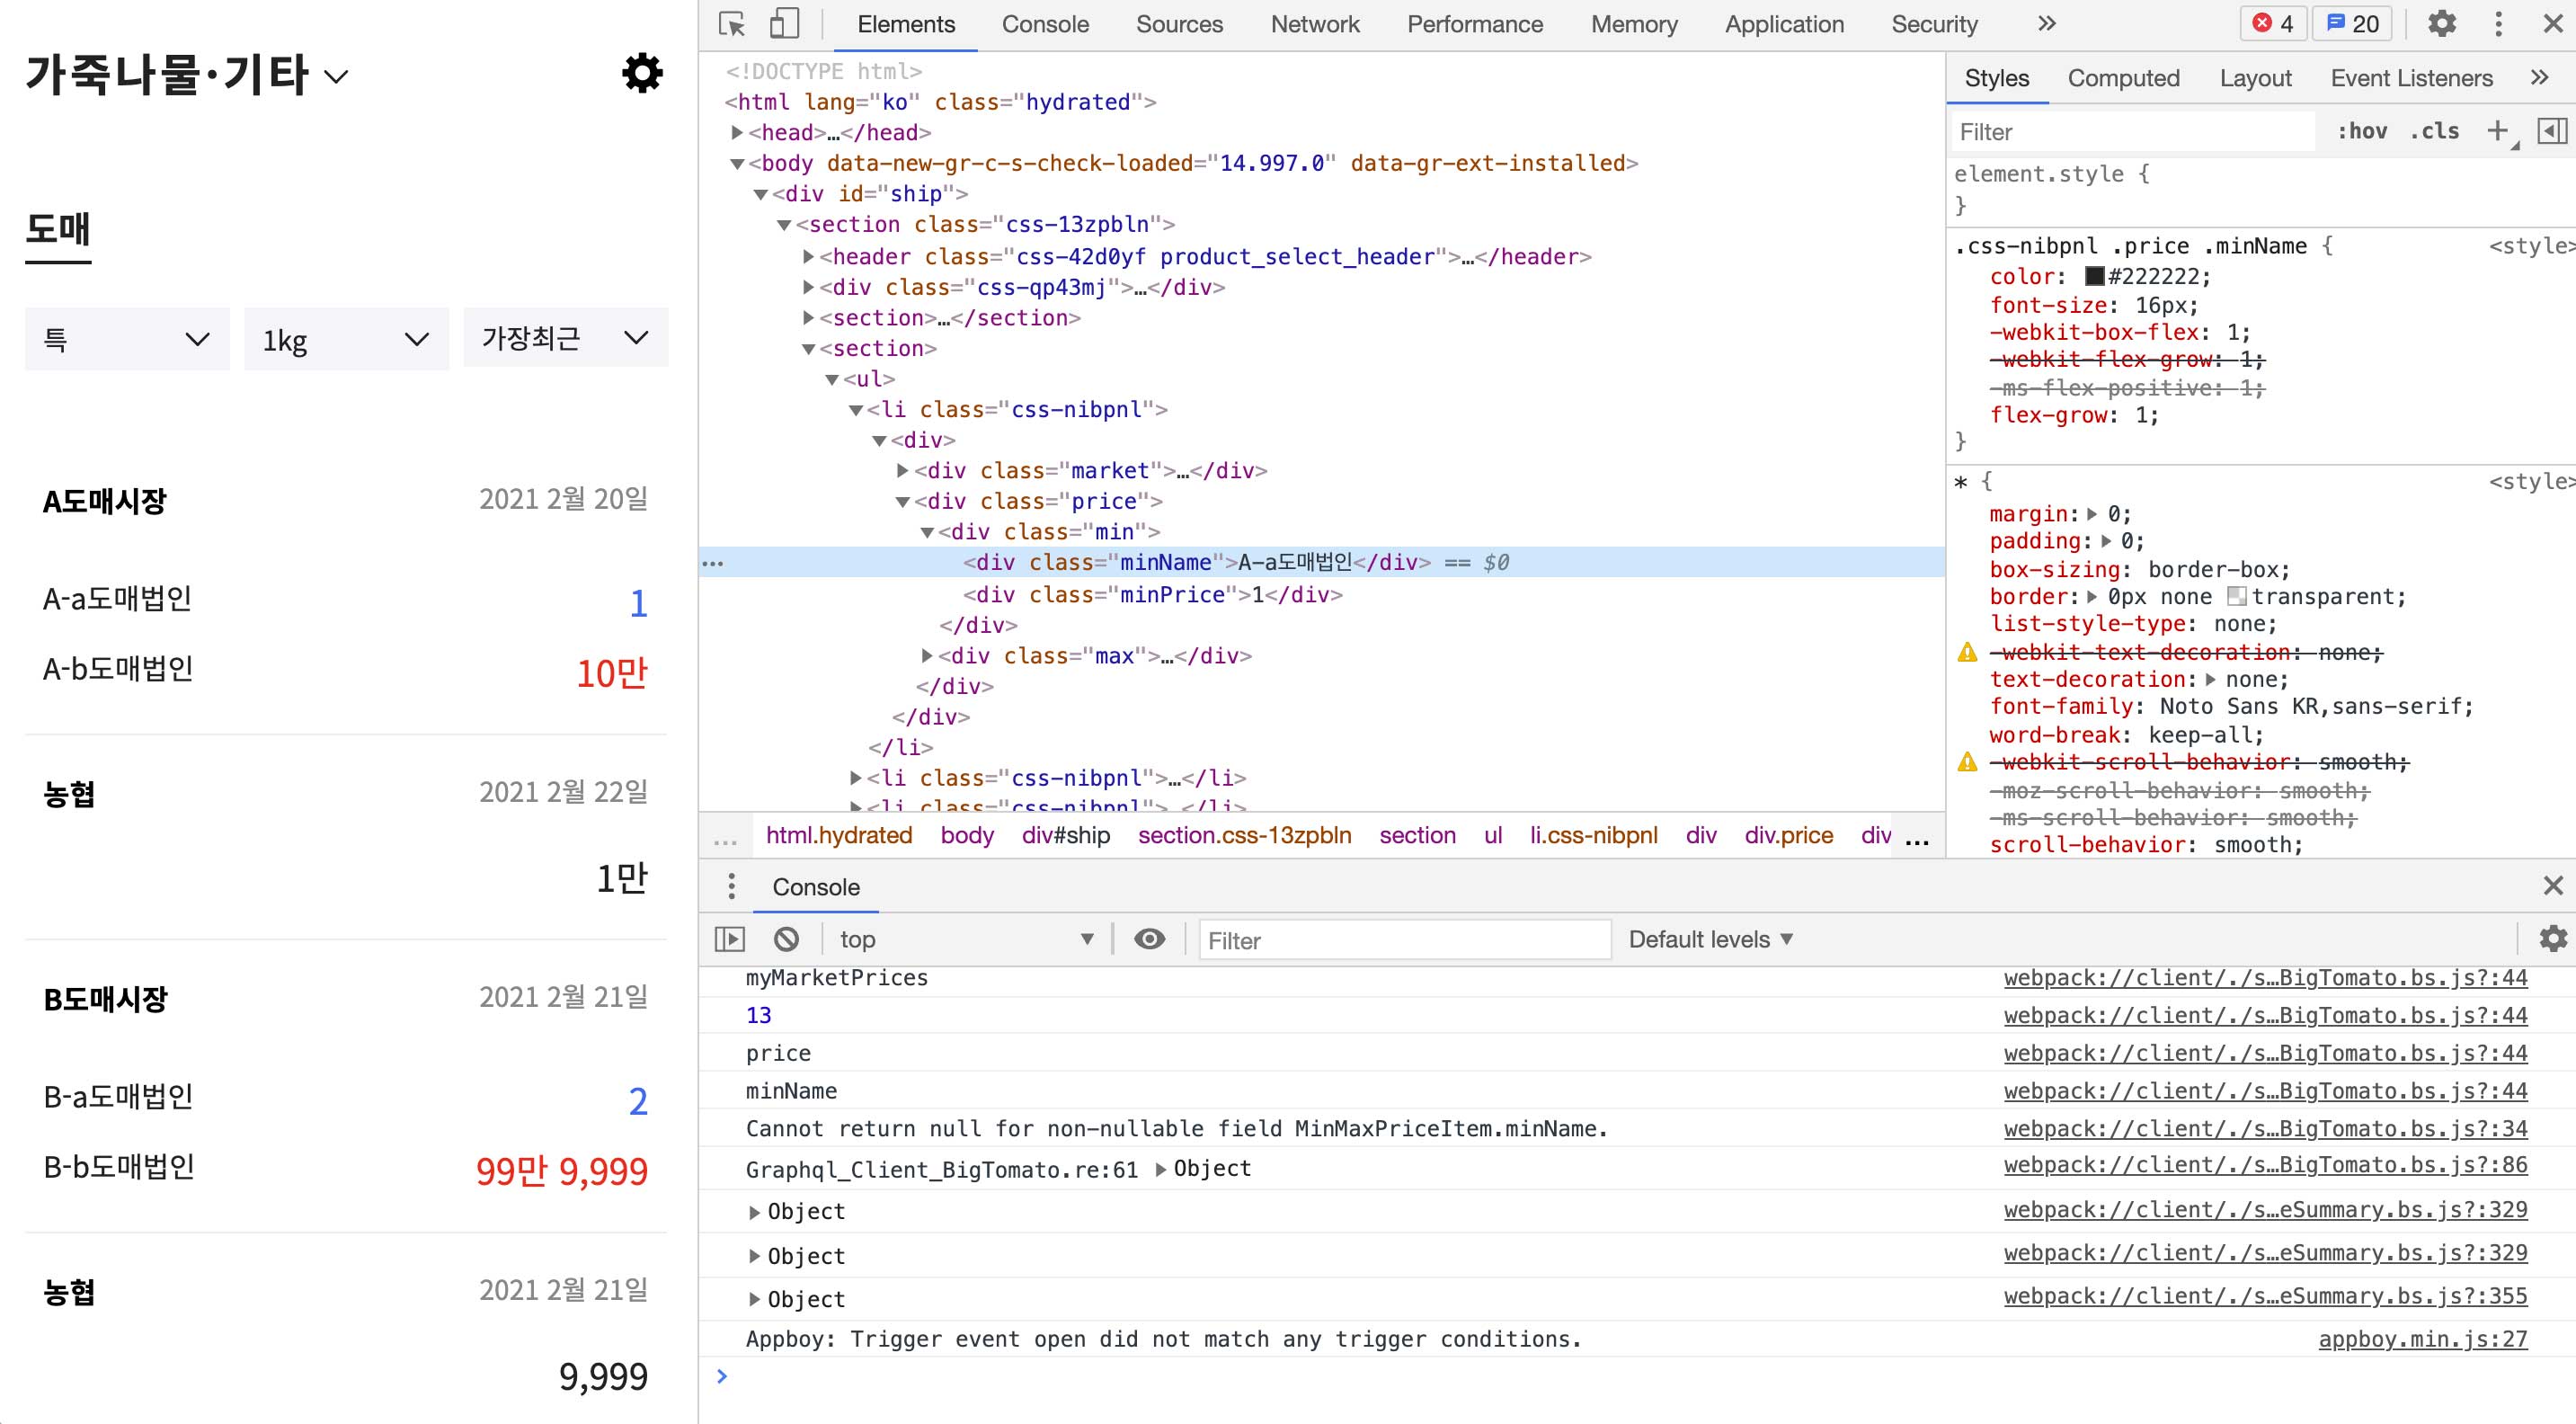 가죽나물·기타
도매
특
1kg
가장최근
A도매시장
2021 2월 20일
A-a도매법인
1
A-b도매법인
10만
농협
2021 2월 22일
1만
B도매시장
2021 2월 21일
B-a도매법인
2
B-b도매법인
99만 9,999
농협
2021 2월 21일
9,999
Elements Console Sources Network Performance Memory Application Security » 4 20
<!DOCTYPE html>
<html lang="ko" class="hydrated">
<head>…</head>
<body data-new-gr-c-s-check-loaded="14.997.0" data-gr-ext-installed>
<div id="ship">
<section class="css-13zpbln">
<header class="css-42d0yf product_select_header">…</header>
<div class="css-qp43mj">…</div>
<section>…</section>
<section>
<ul>
<li class="css-nibpnl">
<div>
<div class="market">…</div>
<div class="price">
<div class="min">
… <div class="minName">A-a도매법인</div> == $0
<div class="minPrice">1</div>
</div>
<div class="max">…</div>
</div>
</div>
</li>
<li class="css-nibpnl">…</li>
<li class="css-nibpnl">…</li>
… html.hydrated body div#ship section.css-13zpbln section ul li.css-nibpnl div div.price div …
Styles Computed Layout Event Listeners »
Filter :hov .cls +
element.style {
}
.css-nibpnl .price .minName { <style>
color: #222222;
font-size: 16px;
-webkit-box-flex: 1;
-webkit-flex-grow: 1;
-ms-flex-positive: 1;
flex-grow: 1;
}
* { <style>
margin: 0;
padding: 0;
box-sizing: border-box;
border: 0px none transparent;
list-style-type: none;
-webkit-text-decoration: none;
text-decoration: none;
font-family: Noto Sans KR,sans-serif;
word-break: keep-all;
-webkit-scroll-behavior: smooth;
-moz-scroll-behavior: smooth;
-ms-scroll-behavior: smooth;
scroll-behavior: smooth;
Console
top Filter Default levels
myMarketPrices webpack://client/./s…BigTomato.bs.js?:44
13 webpack://client/./s…BigTomato.bs.js?:44
price webpack://client/./s…BigTomato.bs.js?:44
minName webpack://client/./s…BigTomato.bs.js?:44
Cannot return null for non-nullable field MinMaxPriceItem.minName. webpack://client/./s…BigTomato.bs.js?:34
Graphql_Client_BigTomato.re:61 Object webpack://client/./s…BigTomato.bs.js?:86
Object webpack://client/./s…eSummary.bs.js?:329
Object webpack://client/./s…eSummary.bs.js?:329
Object webpack://client/./s…eSummary.bs.js?:355
Appboy: Trigger event open did not match any trigger conditions. appboy.min.js:27